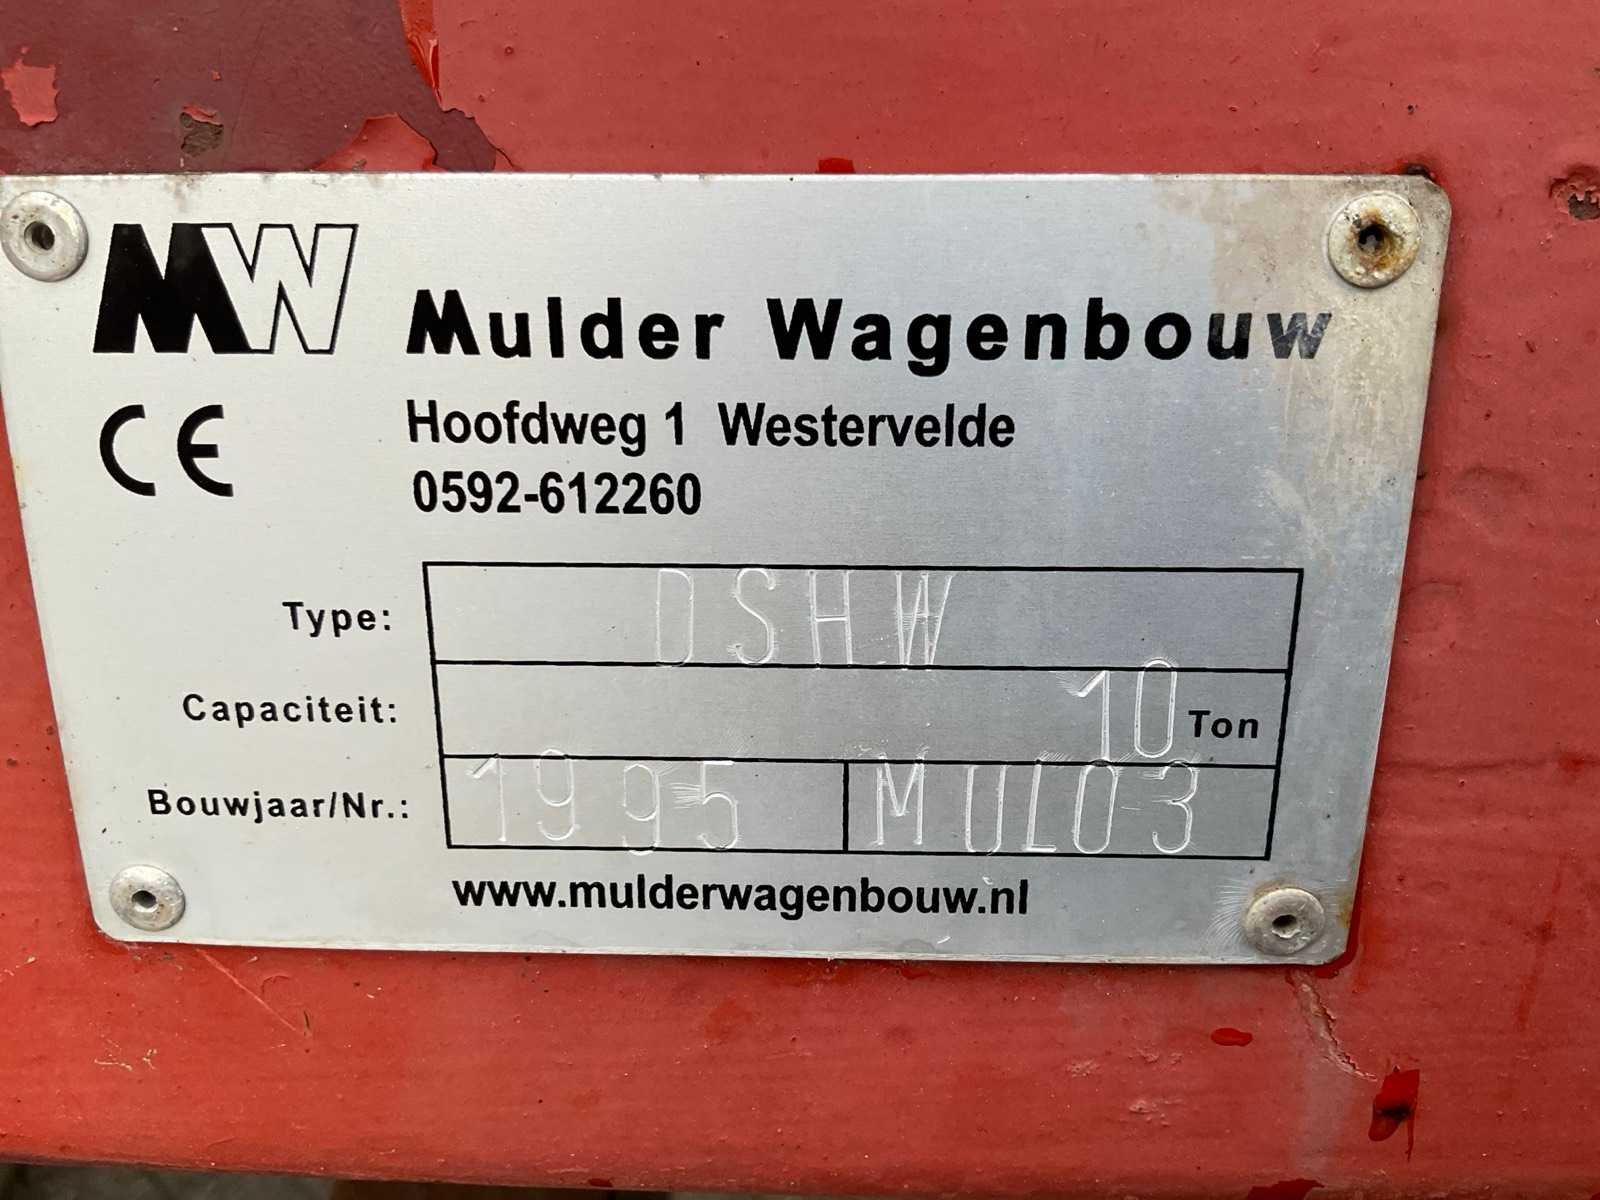 MW Mulder Wagenbouw
CE Hoofdweg 1 Westervelde
0592-612260
Type: DSHW
Capaciteit: 10 Ton
Bouwjaar/Nr.: 1995 MUL03
www.mulderwagenbouw.nl